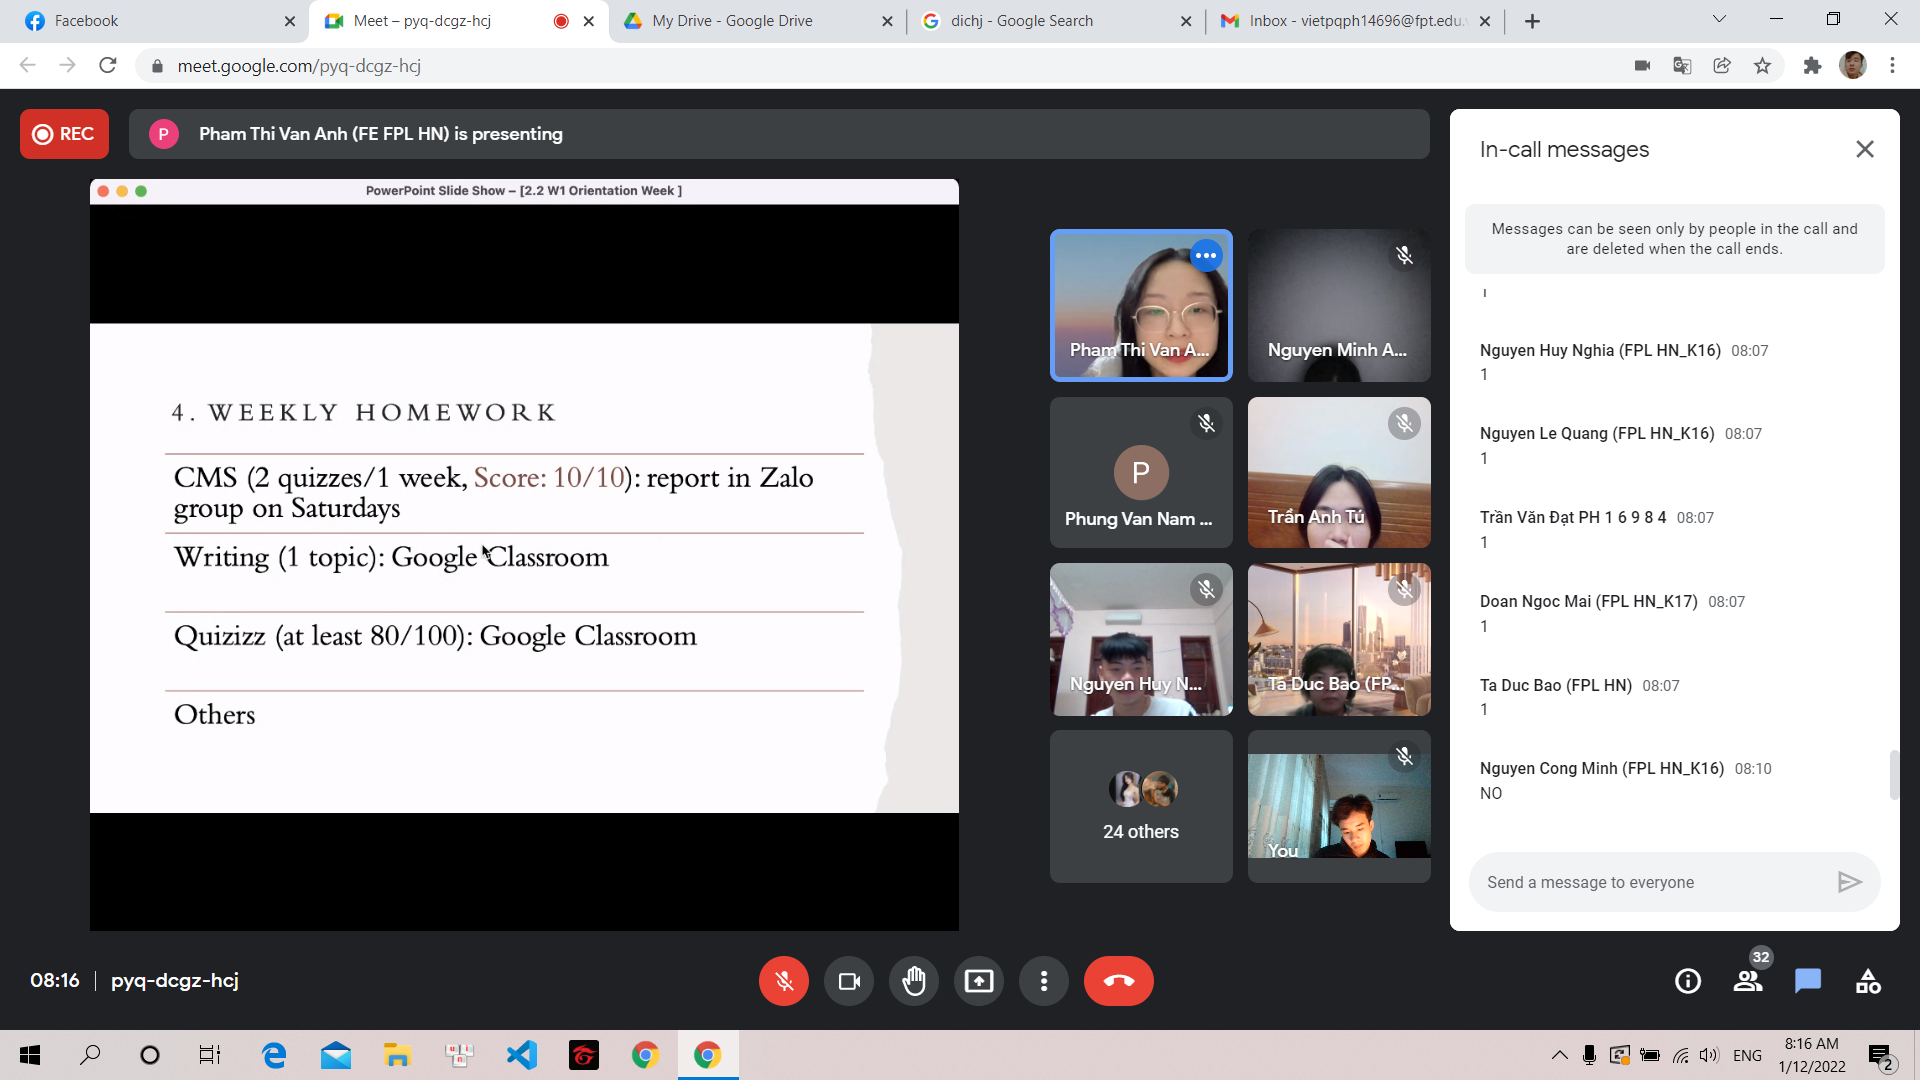 Facebook
Meet – pyq-dcgz-hcj
My Drive - Google Drive
dichj - Google Search
Inbox - vietpqph14696@fpt.edu.
meet.google.com/pyq-dcgz-hcj
REC
P
Pham Thi Van Anh (FE FPL HN) is presenting
PowerPoint Slide Show – [2.2 W1 Orientation Week ]
4. WEEKLY HOMEWORK
CMS (2 quizzes/1 week, Score: 10/10): report in Zalo
group on Saturdays
Writing (1 topic): Google Classroom
Quizizz (at least 80/100): Google Classroom
Others
Pham Thi Van A...
Nguyen Minh A...
P
Phung Van Nam ...
Trần Anh Tú
Nguyen Huy N...
Ta Duc Bao (FP...
24 others
You
In-call messages
Messages can be seen only by people in the call and
are deleted when the call ends.
Nguyen Huy Nghia (FPL HN_K16) 08:07
1
Nguyen Le Quang (FPL HN_K16) 08:07
1
Trần Văn Đạt PH 1 6 9 8 4 08:07
1
Doan Ngoc Mai (FPL HN_K17) 08:07
1
Ta Duc Bao (FPL HN) 08:07
1
Nguyen Cong Minh (FPL HN_K16) 08:10
NO
Send a message to everyone
08:16 pyq-dcgz-hcj
32
ENG
8:16 AM
1/12/2022
2